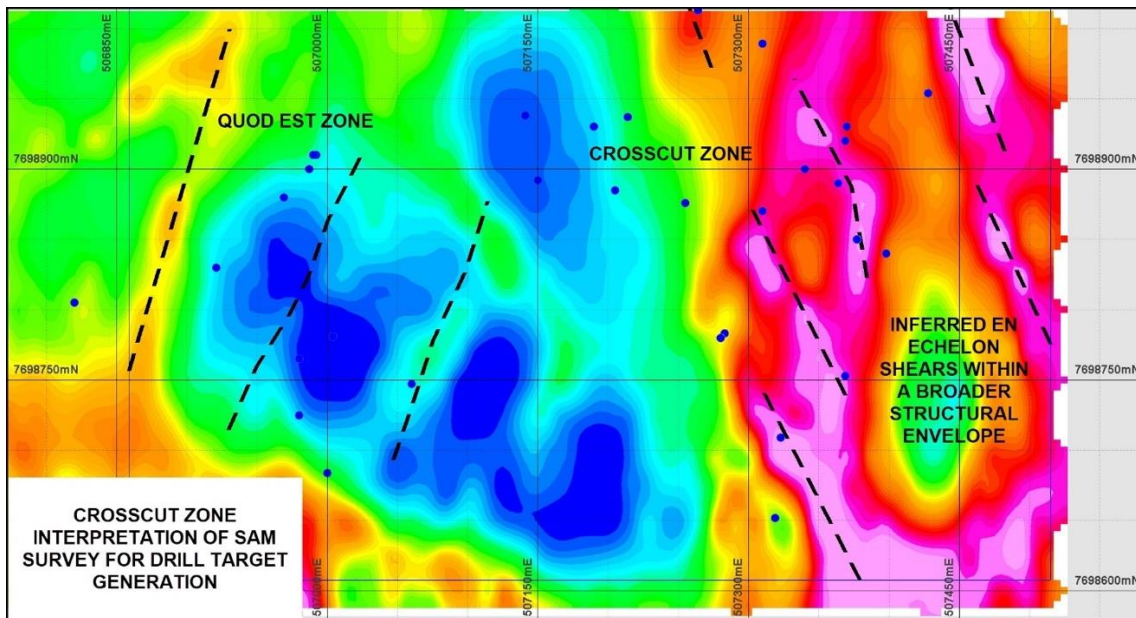 506850mE
507000mE
507150mE
507300mE
507450mE
QUOD EST ZONE
CROSSCUT ZONE
7698900mN
7698900mN
INFERRED EN
ECHELON
SHEARS WITHIN
A BROADER
STRUCTURAL
ENVELOPE
7698750mN
7698750mN
CROSSCUT ZONE
INTERPRETATION OF SAM
SURVEY FOR DRILL TARGET
GENERATION
507000mE
507150mE
507300mE
507450mE
7698600mN